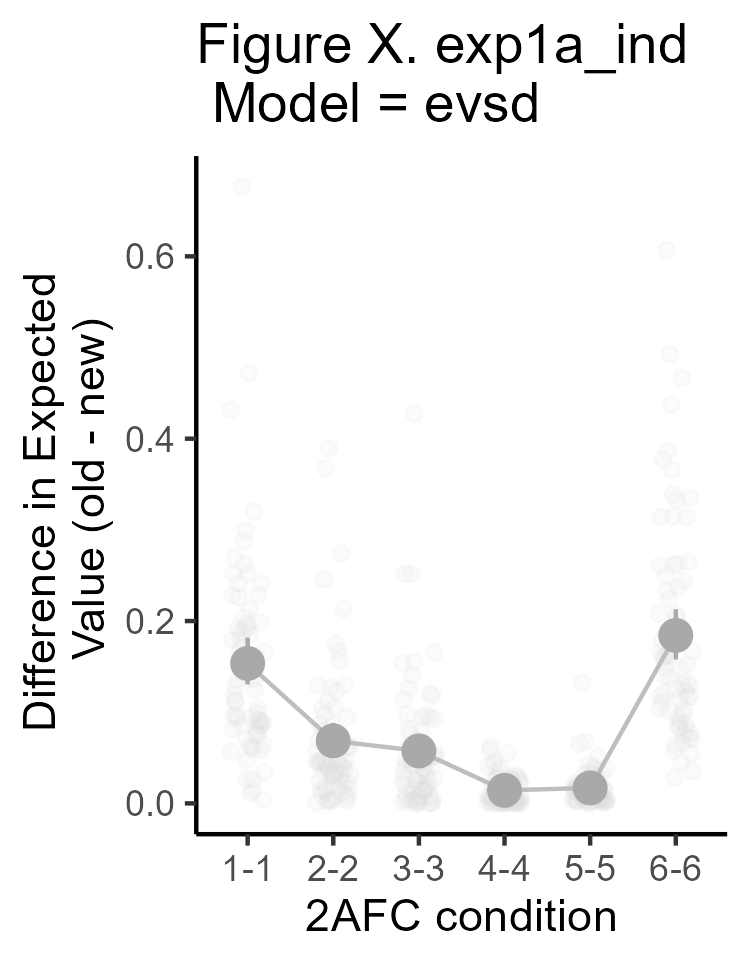 Figure X. exp1a_ind
Model = evsd
Difference in Expected
Value (old - new)
0.6
0.4
0.2
0.0
1-1 2-2 3-3 4-4 5-5 6-6
2AFC condition